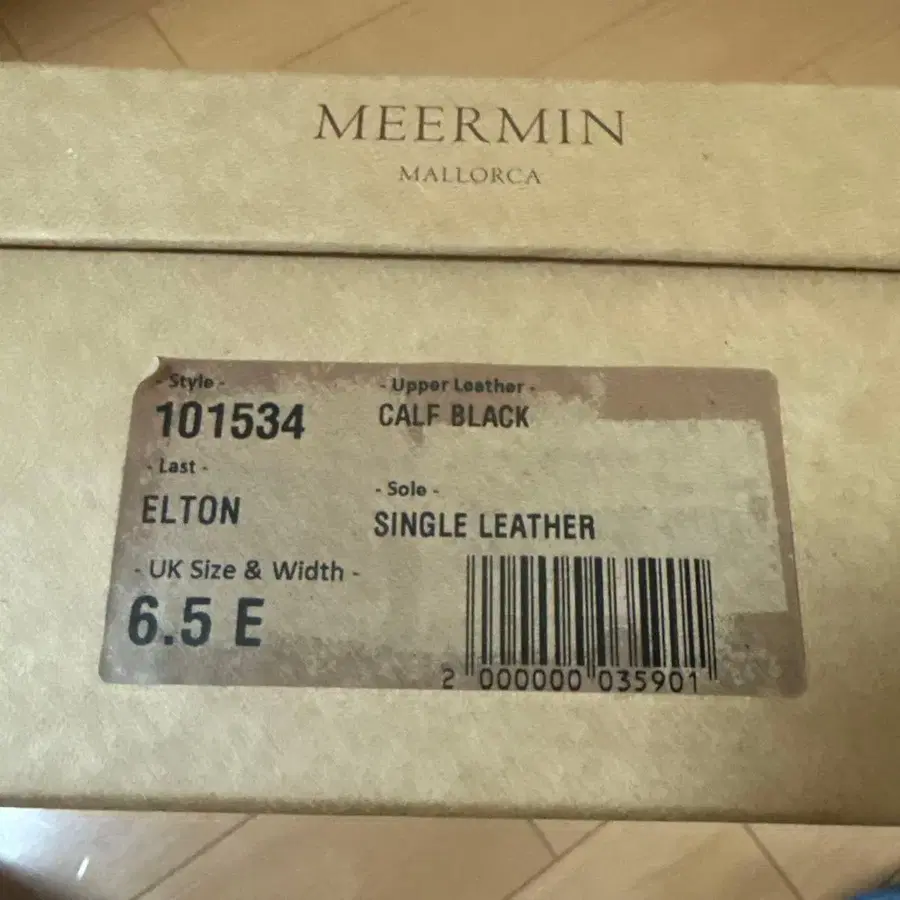 MEERMIN
MALLORCA
- Style -
101534
- Upper Leather -
CALF BLACK
- Last -
ELTON
- Sole -
SINGLE LEATHER
- UK Size & Width -
6.5 E
2 000000 035901